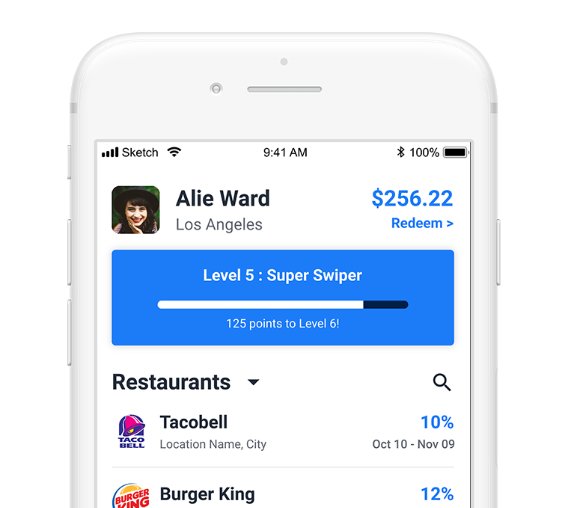 Sketch 9:41 AM 100%
Alie Ward $256.22
Los Angeles Redeem >
Level 5 : Super Swiper
125 points to Level 6!
Restaurants
Tacobell 10%
TACO
BELL
Location Name, City Oct 10 - Nov 09
BURGER
KING
Burger King 12%